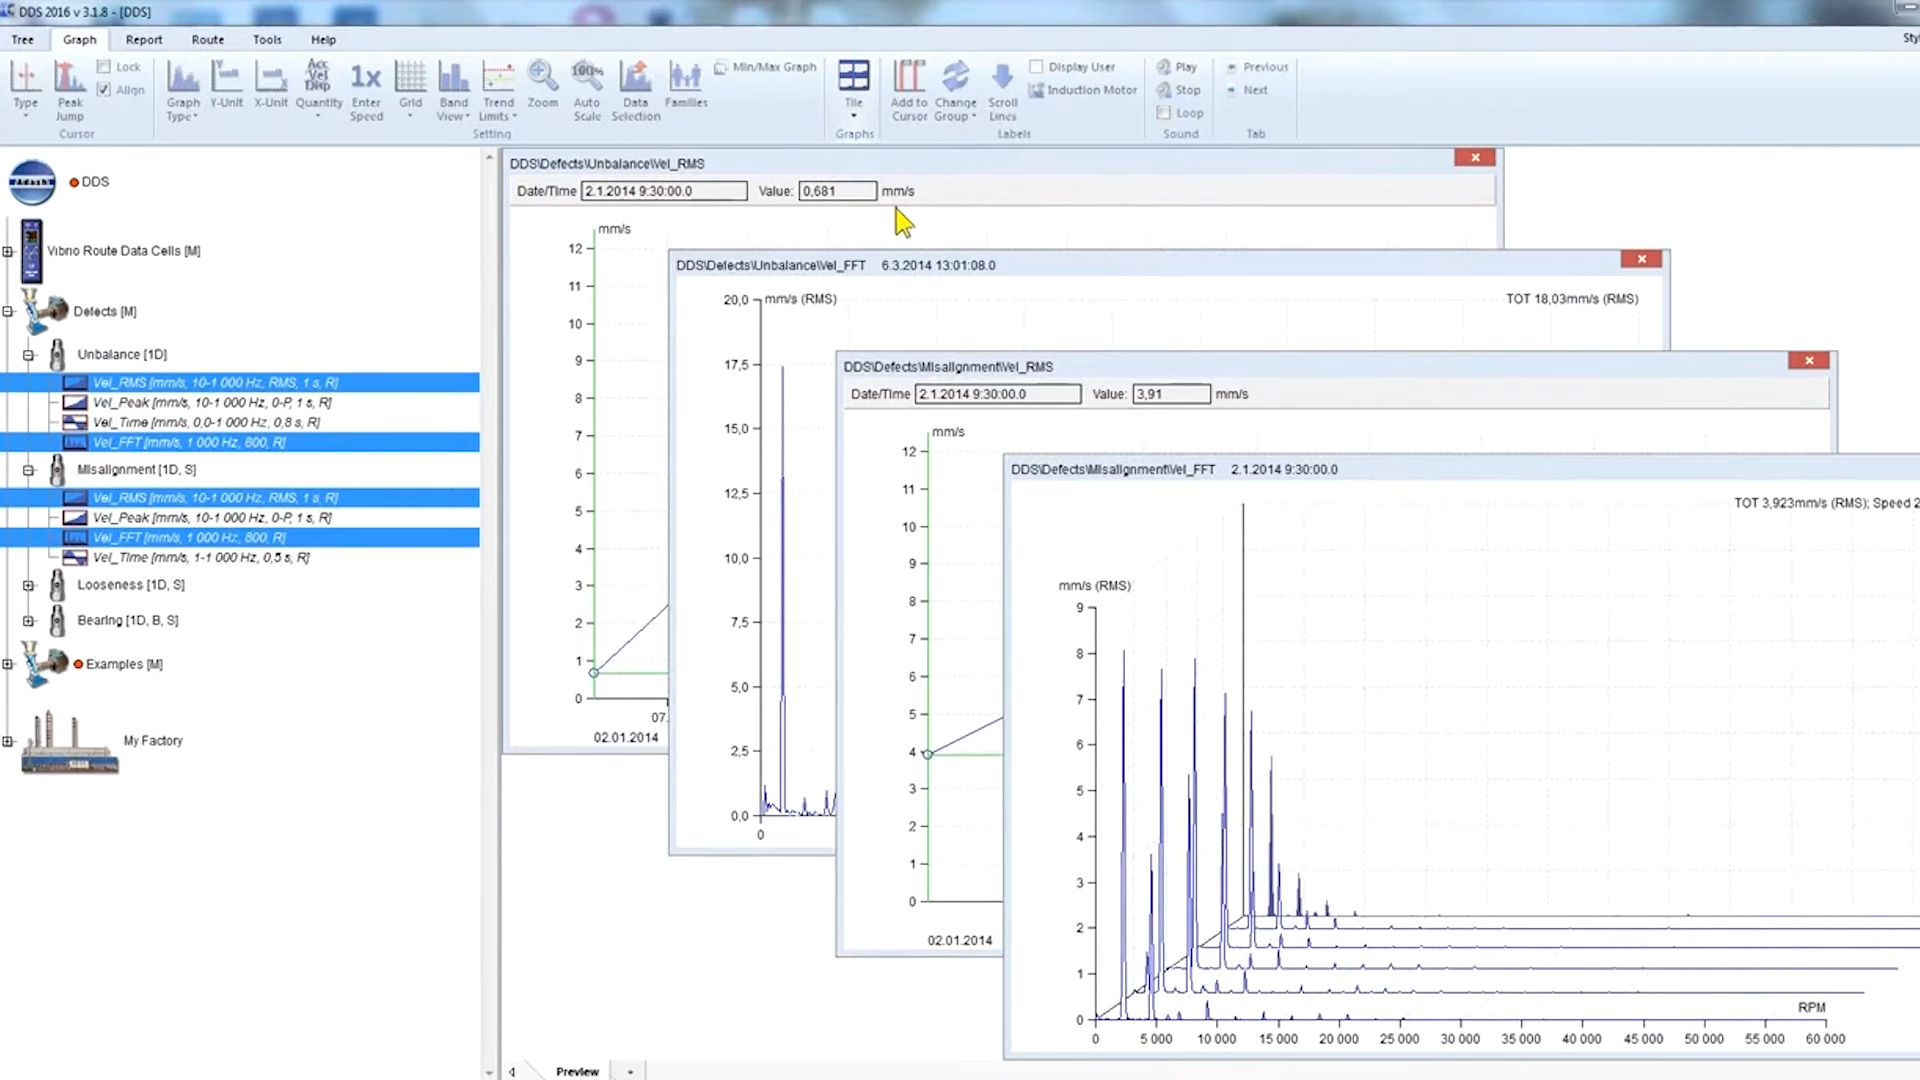 DDS 2016 v 3.1.8 - [DDS]
Tree Graph Report Route Tools Help
Type
Peak Jump
Lock
Align
Cursor
Graph Type
Y-Unit
X-Unit
Acc Vel Disp
Quantity
1x
Enter Speed
Grid
Band View
Trend Limits
Zoom
100%
Auto Scale
Data Selection
Families
Min/Max Graph
Setting
Tile
Graphs
Add to Cursor
Change Group
Scroll Lines
Display User
Induction Motor
Labels
Play
Stop
Loop
Sound
Previous
Next
Tab
Adash
DDS
Vibrio Route Data Cells [M]
Defects [M]
Unbalance [1D]
Vel_RMS [mm/s, 10-1 000 Hz, RMS, 1 s, R]
Vel_Peak [mm/s, 10-1 000 Hz, 0-P, 1 s, R]
Vel_Time [mm/s, 0,0-1 000 Hz, 0,8 s, R]
Vel_FFT [mm/s, 1 000 Hz, 800, R]
Misalignment [1D, S]
Vel_RMS [mm/s, 10-1 000 Hz, RMS, 1 s, R]
Vel_Peak [mm/s, 10-1 000 Hz, 0-P, 1 s, R]
Vel_FFT [mm/s, 1 000 Hz, 800, R]
Vel_Time [mm/s, 1-1 000 Hz, 0,5 s, R]
Looseness [1D, S]
Bearing [1D, B, S]
Examples [M]
My Factory
DDS\Defects\Unbalance\Vel_RMS
Date/Time 2.1.2014 9:30:00.0 Value: 0,681 mm/s
mm/s
12
11
10
9
8
7
6
5
4
3
2
1
0
07.
02.01.2014
DDS\Defects\Unbalance\Vel_FFT 6.3.2014 13:01:08.0
20,0 mm/s (RMS) TOT 18,03mm/s (RMS)
17,5
15,0
12,5
10,0
7,5
5,0
2,5
0,0
0
DDS\Defects\Misalignment\Vel_RMS
Date/Time 2.1.2014 9:30:00.0 Value: 3,91 mm/s
mm/s
12
11
10
9
8
7
6
5
4
3
2
1
0
02.01.2014
DDS\Defects\Misalignment\Vel_FFT 2.1.2014 9:30:00.0
TOT 3,923mm/s (RMS); Speed 2
mm/s (RMS)
9
8
7
6
5
4
3
2
1
0
RPM
0 5 000 10 000 15 000 20 000 25 000 30 000 35 000 40 000 45 000 50 000 55 000 60 000
Preview